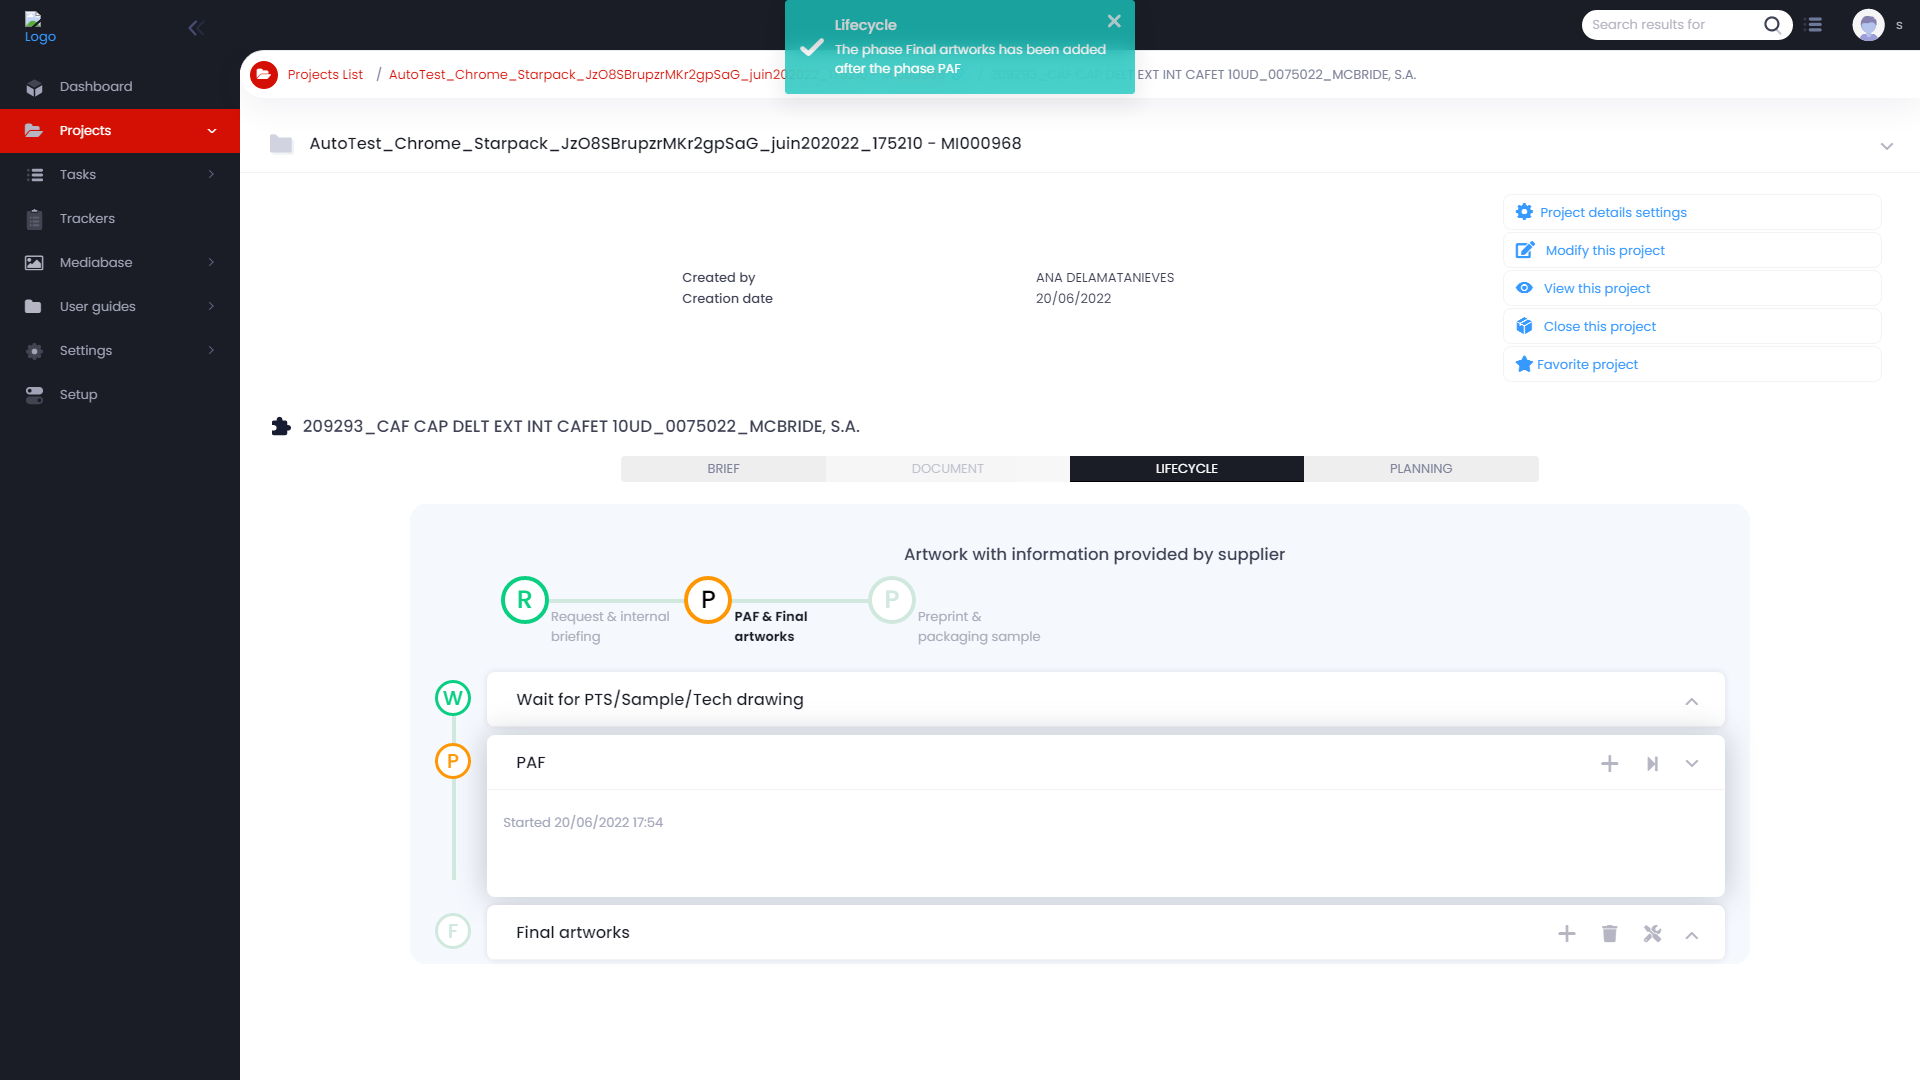 Logo
Search results for
s
Lifecycle
The phase Final artworks has been added
after the phase PAF
Projects List / AutoTest_Chrome_Starpack_JzO8SBrupzrMKr2gpSaG_juin202022_175210 / 209293_CAF CAP DELT EXT INT CAFET 10UD_0075022_MCBRIDE, S.A.
Dashboard
Projects
Tasks
Trackers
Mediabase
User guides
Settings
Setup
AutoTest_Chrome_Starpack_JzO8SBrupzrMKr2gpSaG_juin202022_175210 - MI000968
Created by
ANA DELAMATANIEVES
Creation date
20/06/2022
Project details settings
Modify this project
View this project
Close this project
Favorite project
209293_CAF CAP DELT EXT INT CAFET 10UD_0075022_MCBRIDE, S.A.
BRIEF
DOCUMENT
LIFECYCLE
PLANNING
Artwork with information provided by supplier
R
Request & internal
briefing
P
PAF & Final
artworks
P
Preprint &
packaging sample
W
Wait for PTS/Sample/Tech drawing
P
PAF
Started 20/06/2022 17:54
F
Final artworks